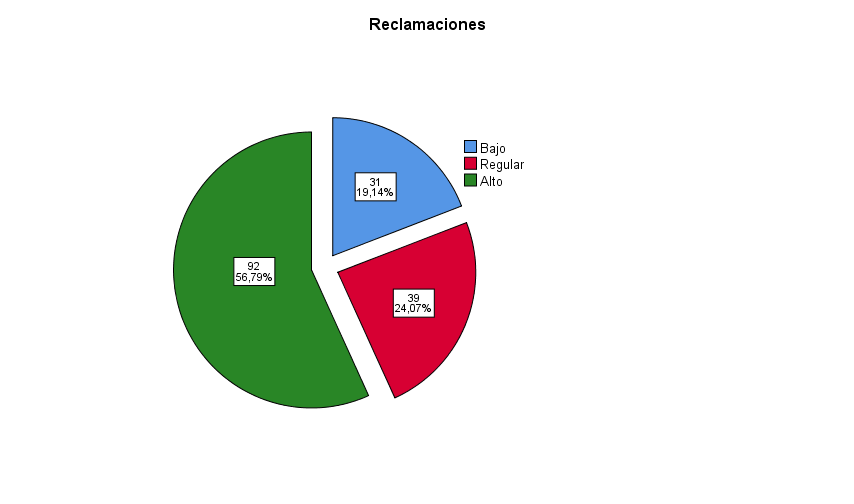 Reclamaciones
31
19,14%
Bajo
Regular
Alto
92
56,79%
39
24,07%